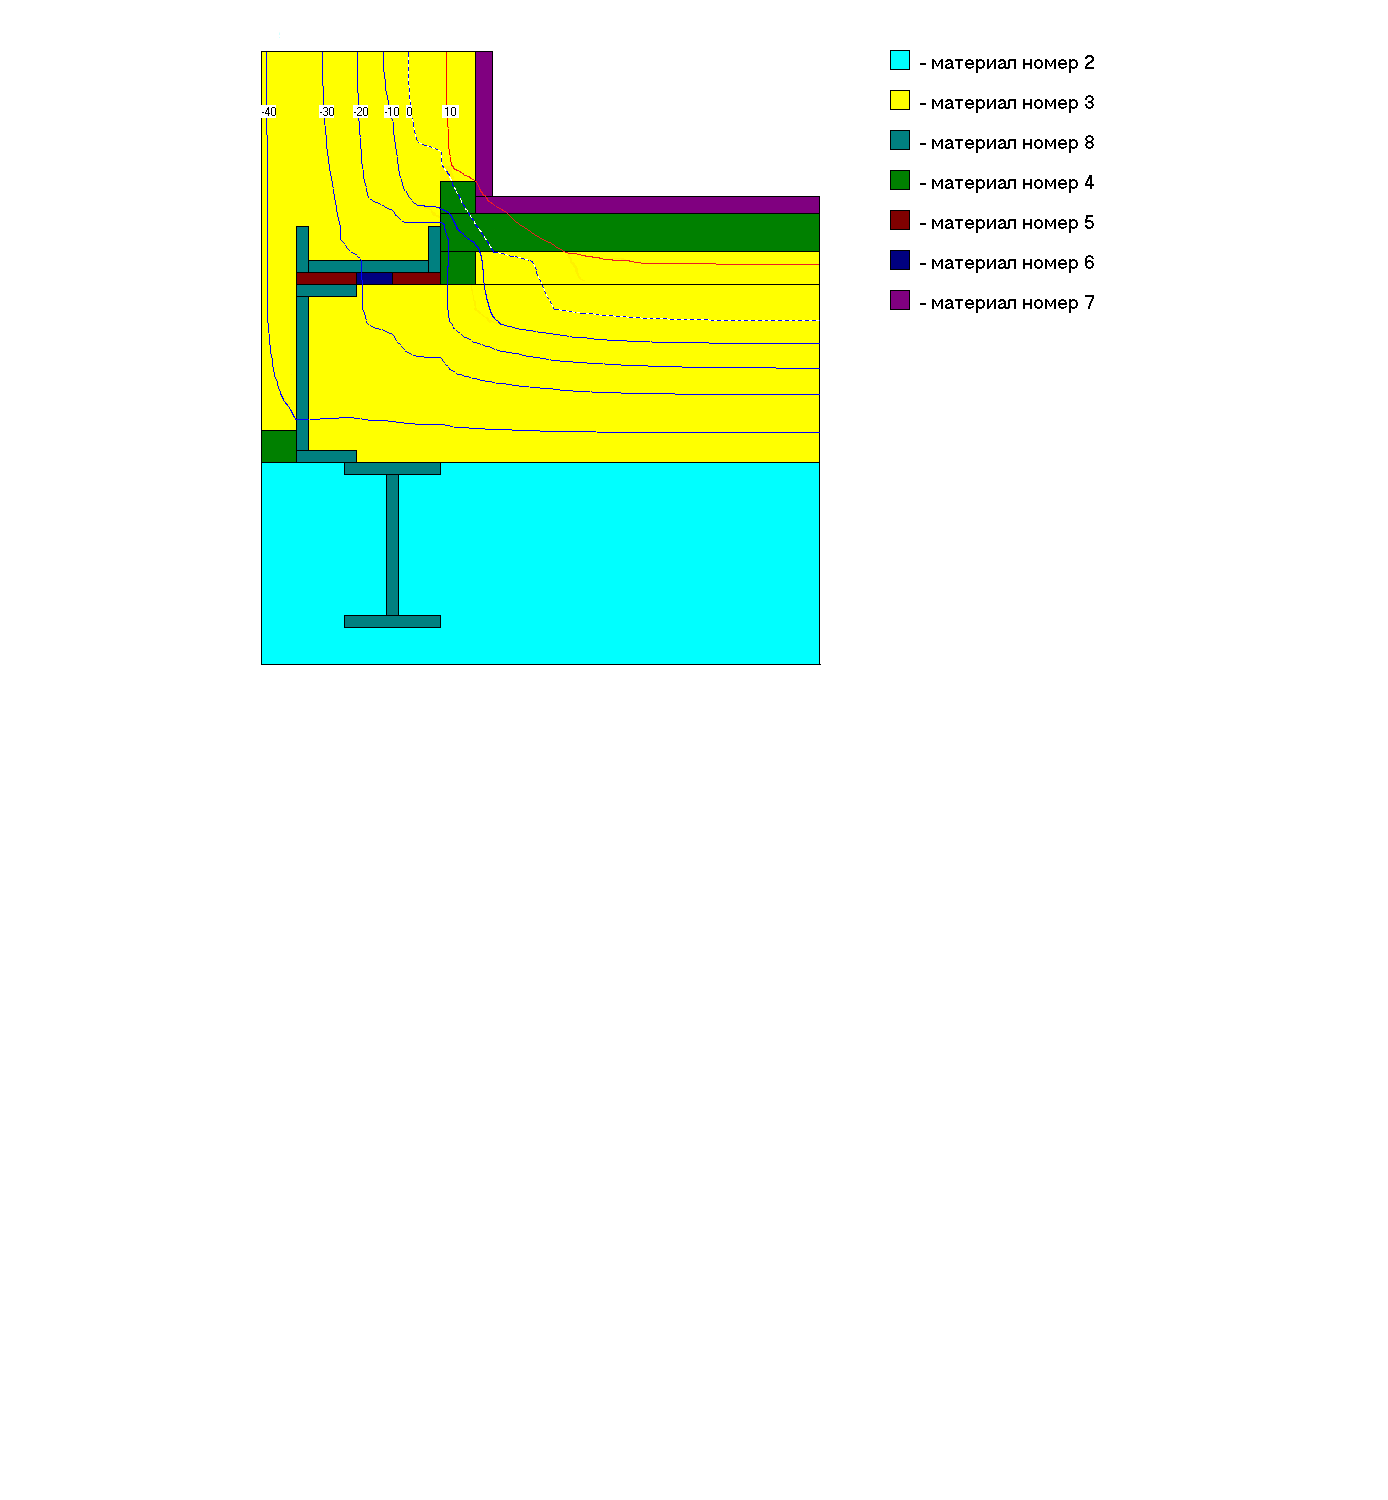 - материал номер 2
- материал номер 3
- материал номер 8
- материал номер 4
- материал номер 5
- материал номер 6
- материал номер 7
-40 -30 -20 -10 0 10